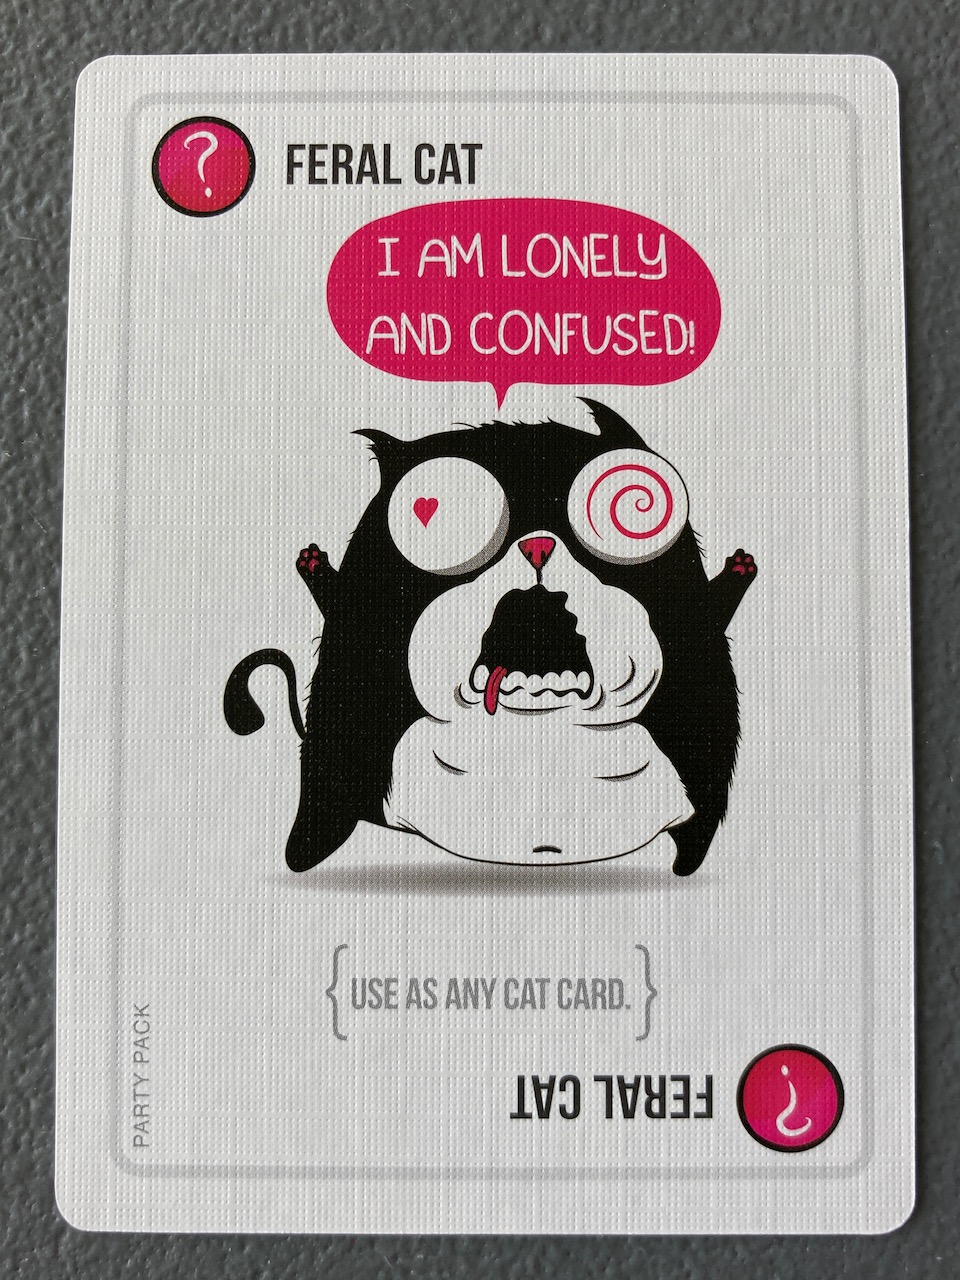 ?
FERAL CAT
I AM LONELY
AND CONFUSED!
{USE AS ANY CAT CARD.}
PARTY PACK
FERAL CAT
?